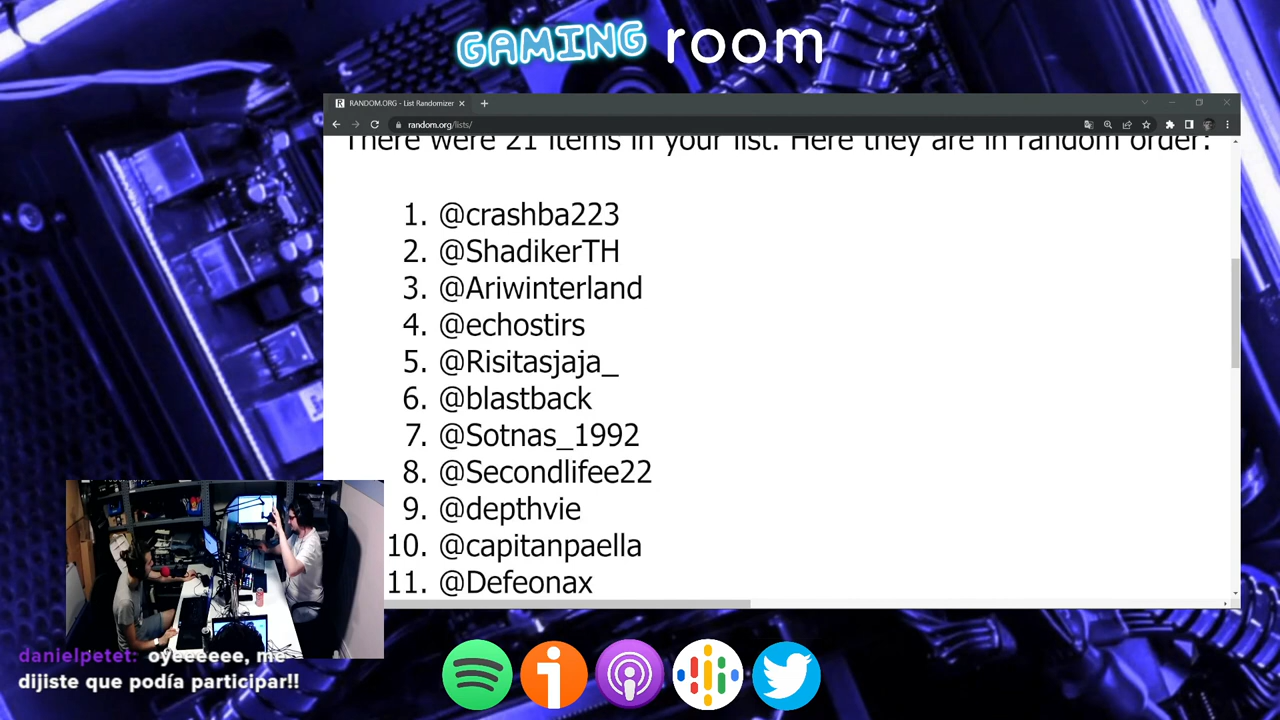 GAMING room
RANDOM.ORG - List Randomizer
random.org/lists/
There were 21 items in your list. Here they are in random order:
1. @crashba223
2. @ShadikerTH
3. @Ariwinterland
4. @echostirs
5. @Risitasjaja_
6. @blastback
7. @Sotnas_1992
8. @Secondlifee22
9. @depthvie
10. @capitanpaella
11. @Defeonax
danielpetet: oyeeeeee, me
dijiste que podía participar!!